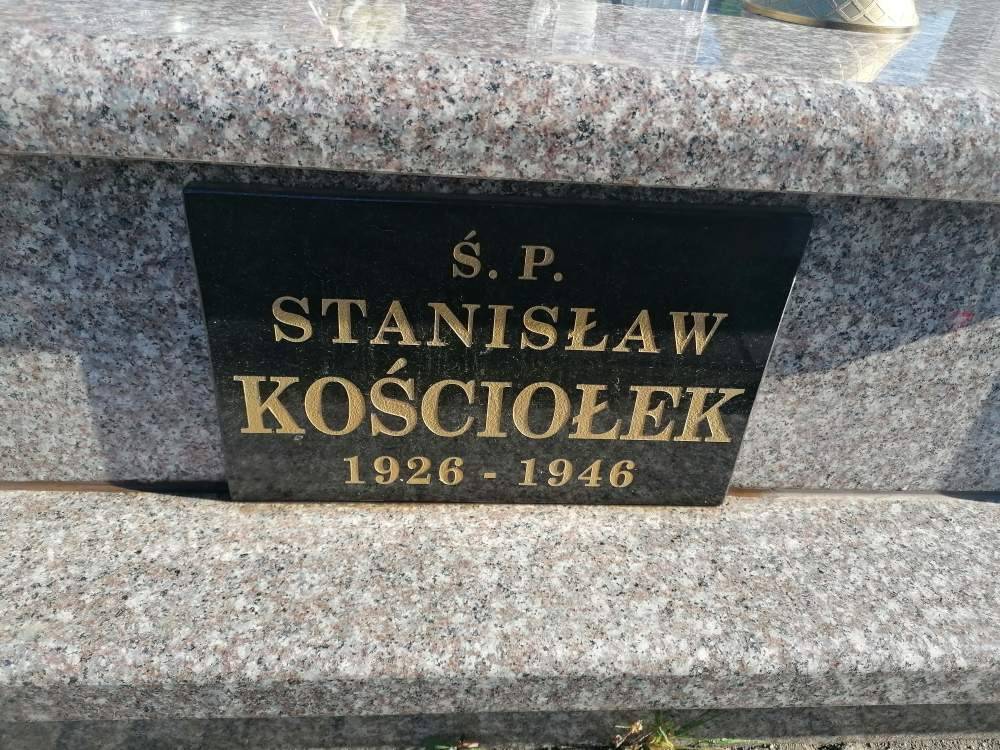 Ś. P.
STANISŁAW
KOŚCIOŁEK
1926 - 1946